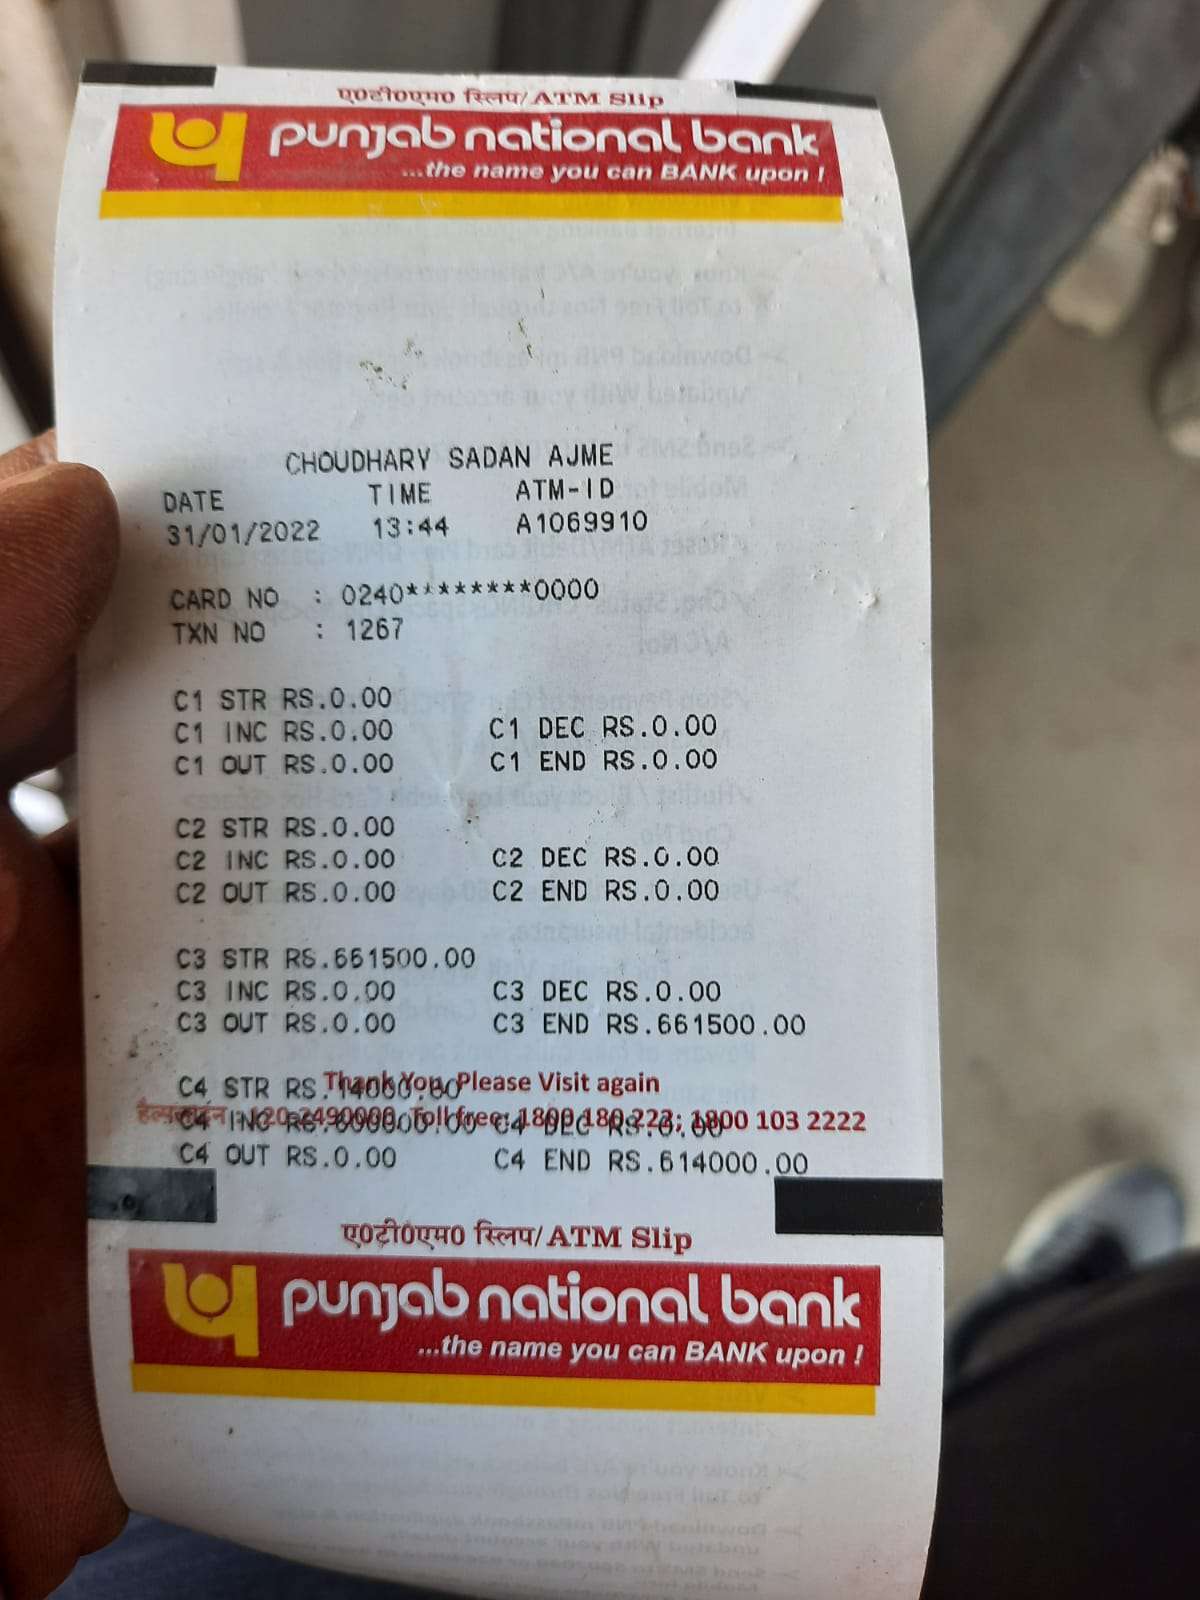 ए0टी0एम0 स्लिप/ATM Slip
punjab national bank
...the name you can BANK upon !
CHOUDHARY SADAN AJME
DATE TIME ATM-ID
31/01/2022 13:44 A1069910
CARD NO : 0240********0000
TXN NO : 1267
C1 STR RS.0.00
C1 INC RS.0.00 C1 DEC RS.0.00
C1 OUT RS.0.00 C1 END RS.0.00
C2 STR RS.0.00
C2 INC RS.0.00 C2 DEC RS.0.00
C2 OUT RS.0.00 C2 END RS.0.00
C3 STR RS.661500.00
C3 INC RS.0.00 C3 DEC RS.0.00
C3 OUT RS.0.00 C3 END RS.661500.00
C4 STR RS.14000.00
Thank You, Please Visit again
C4 INC RS.600000.00 C4 DEC RS.0.00
हैल्पलाईन : 120-2490000, Toll free: 1800 180 222; 1800 103 2222
C4 OUT RS.0.00 C4 END RS.614000.00
ए0टी0एम0 स्लिप/ATM Slip
punjab national bank
...the name you can BANK upon !